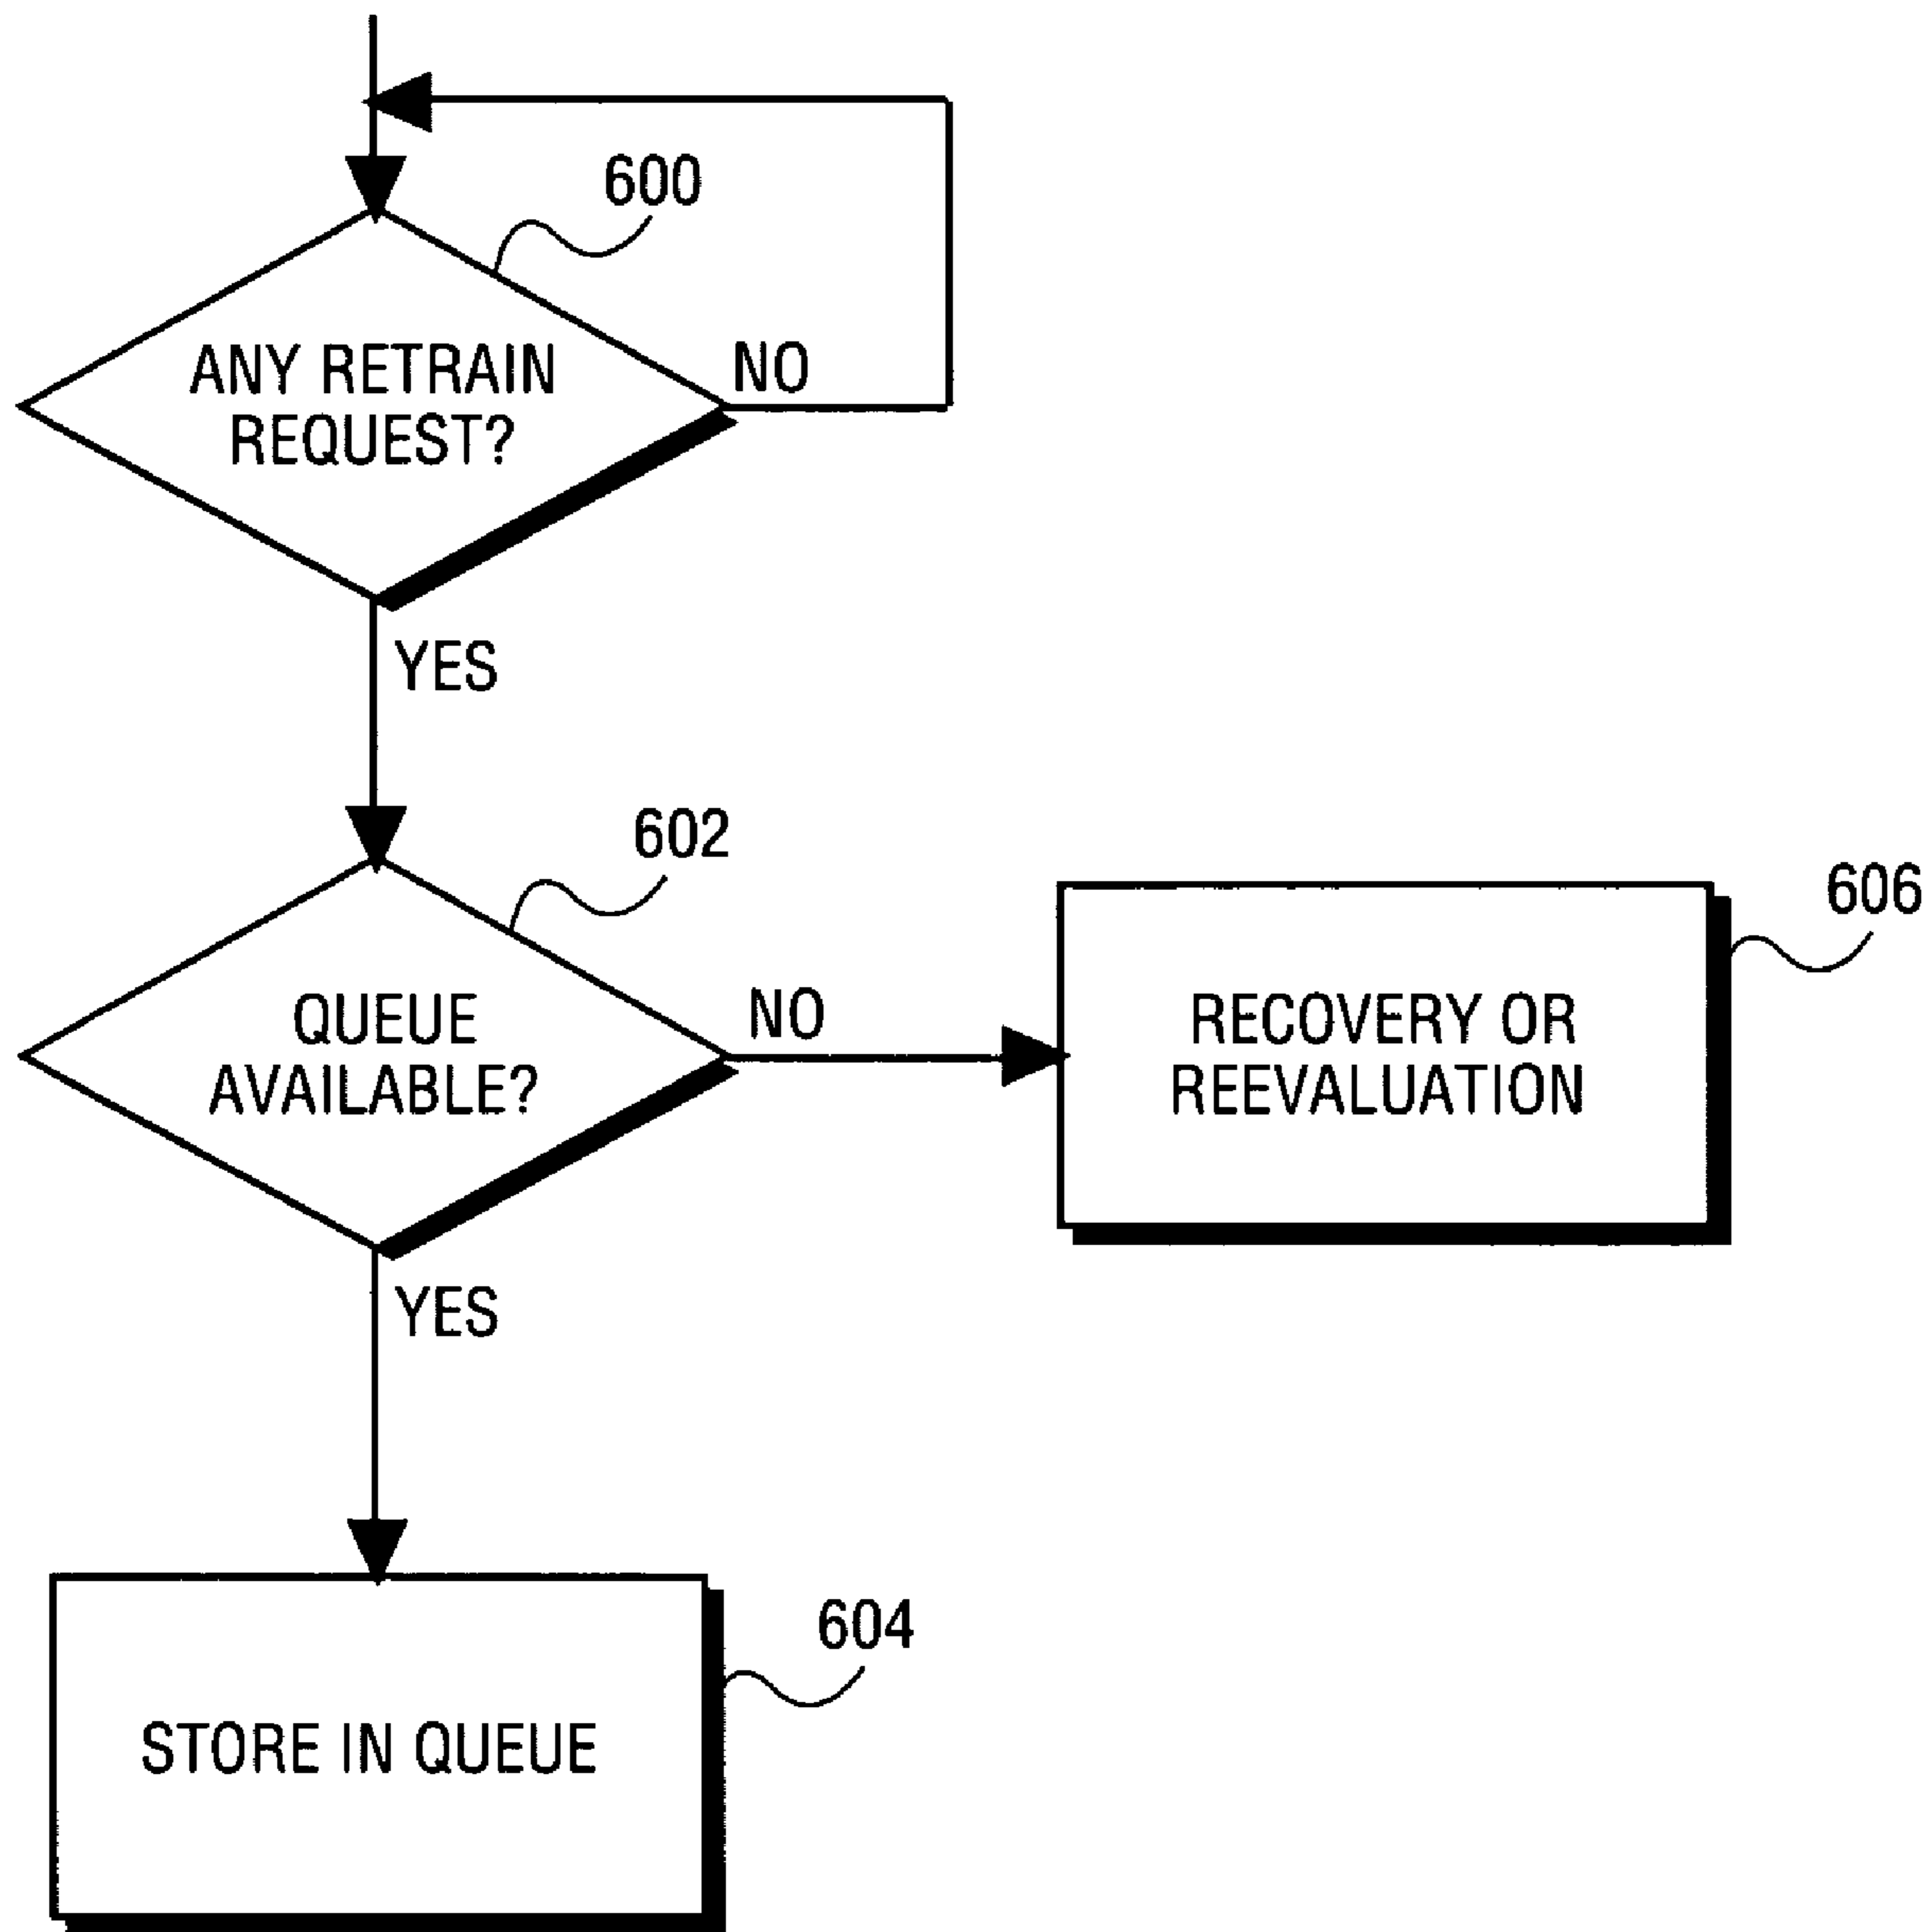 600
ANY RETRAIN
REQUEST?
NO
YES
602
QUEUE
AVAILABLE?
NO
606
RECOVERY OR
REEVALUATION
YES
604
STORE IN QUEUE